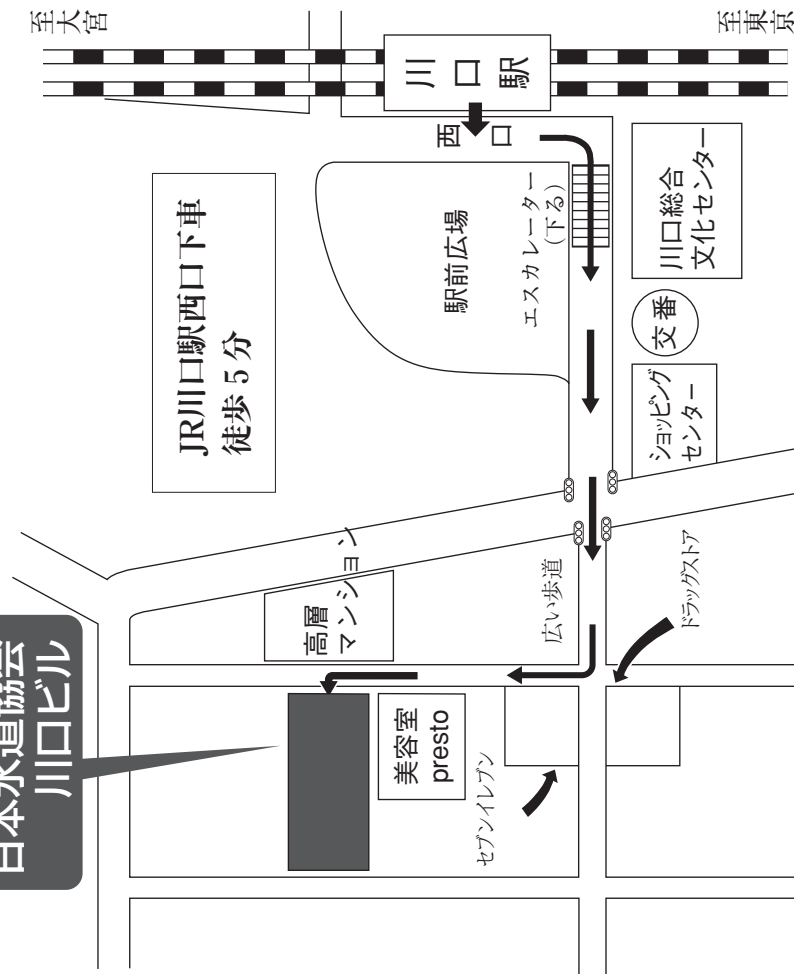 至大宮
至東京
川口駅
西口
JR川口駅西口下車
徒歩5分
駅前広場
エスカレーター
(下る)
川口総合
文化センター
交番
ショッピング
センター
高層
マンション
広い歩道
ドラッグストア
日本水道協会
川口ビル
美容室
presto
セブンイレブン